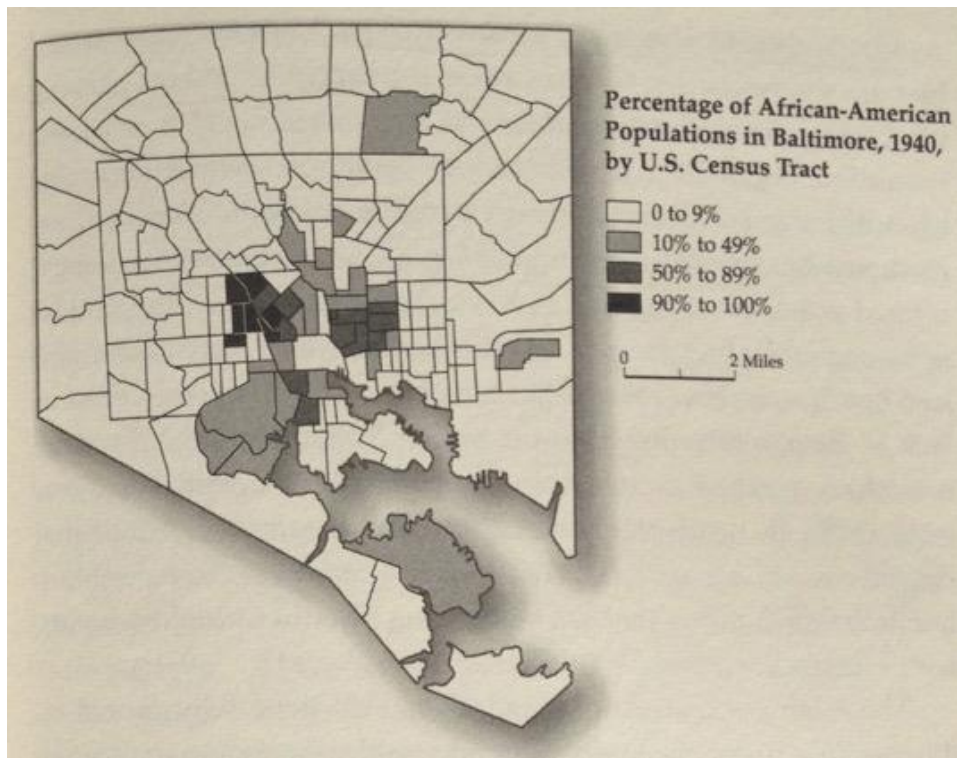 Percentage of African-American
Populations in Baltimore, 1940,
by U.S. Census Tract
0 to 9%
10% to 49%
50% to 89%
90% to 100%
0 2 Miles